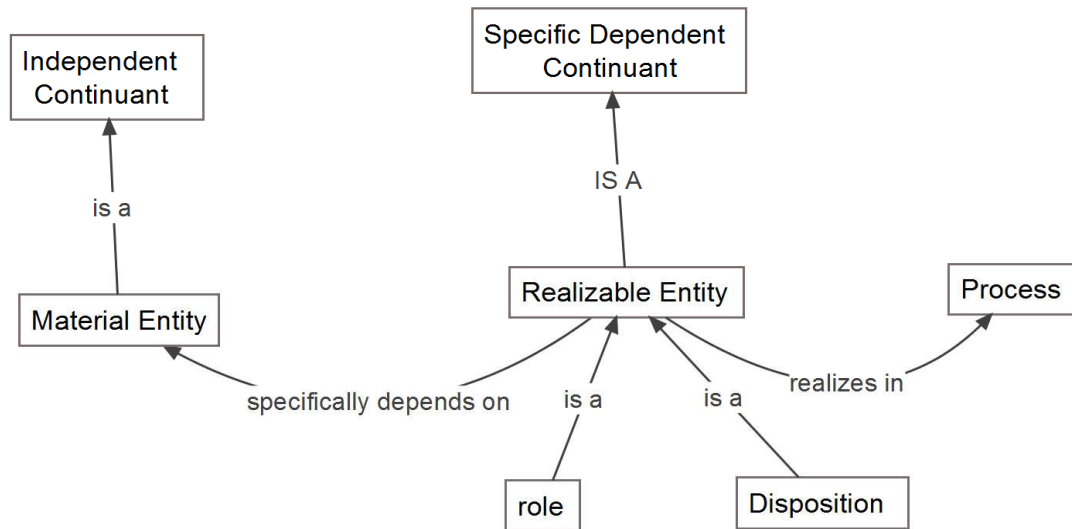 Independent
Continuant
Specific Dependent
Continuant
is a
IS A
Material Entity
Realizable Entity
Process
specifically depends on
is a
is a
realizes in
role
Disposition